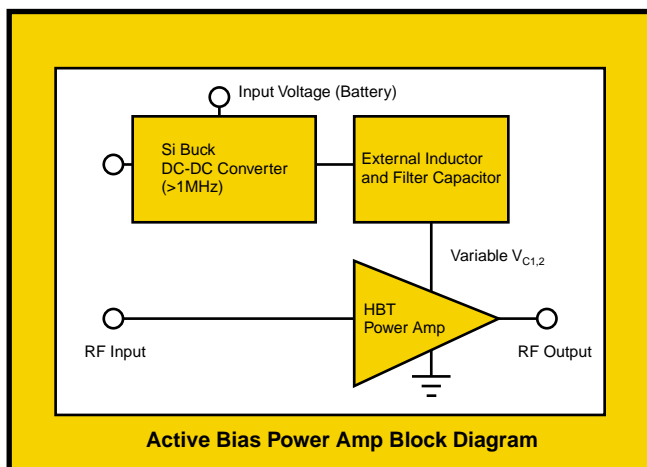 Input Voltage (Battery)
Si Buck
DC-DC Converter
(>1MHz)
External Inductor
and Filter Capacitor
Variable VC1,2
HBT
Power Amp
RF Input
RF Output
Active Bias Power Amp Block Diagram